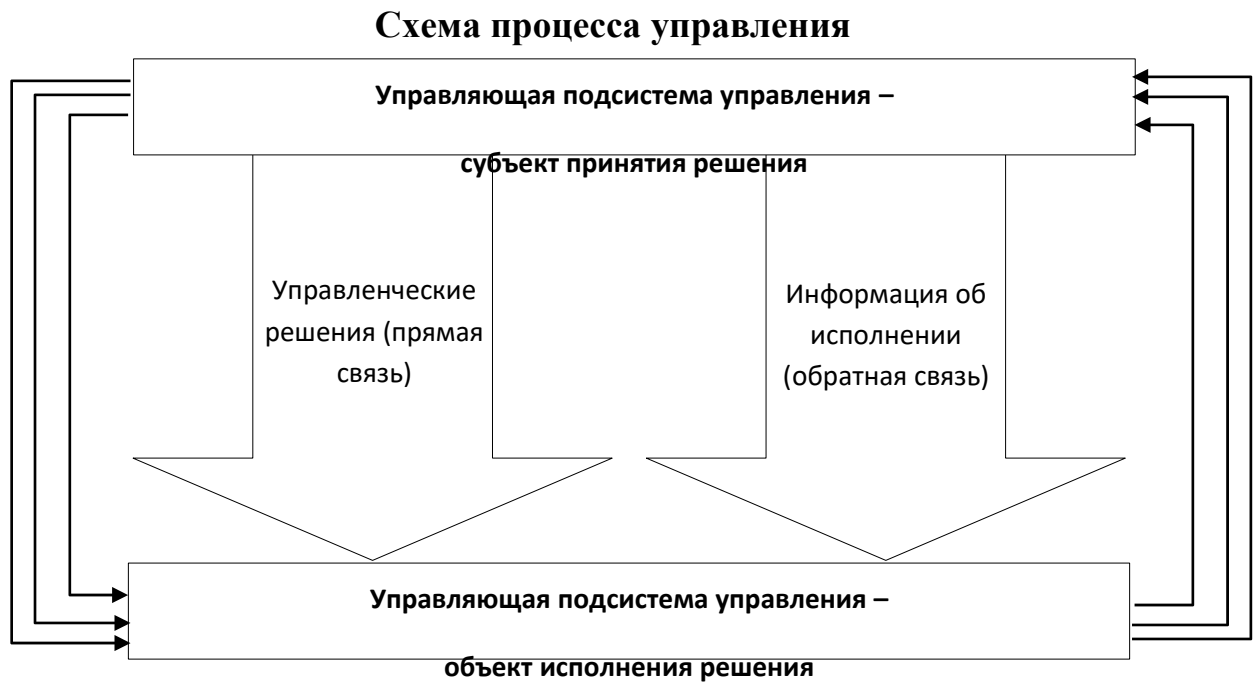 Схема процесса управления
Управляющая подсистема управления –
субъект принятия решения
Управленческие
решения (прямая
связь)
Информация об
исполнении
(обратная связь)
Управляющая подсистема управления –
объект исполнения решения